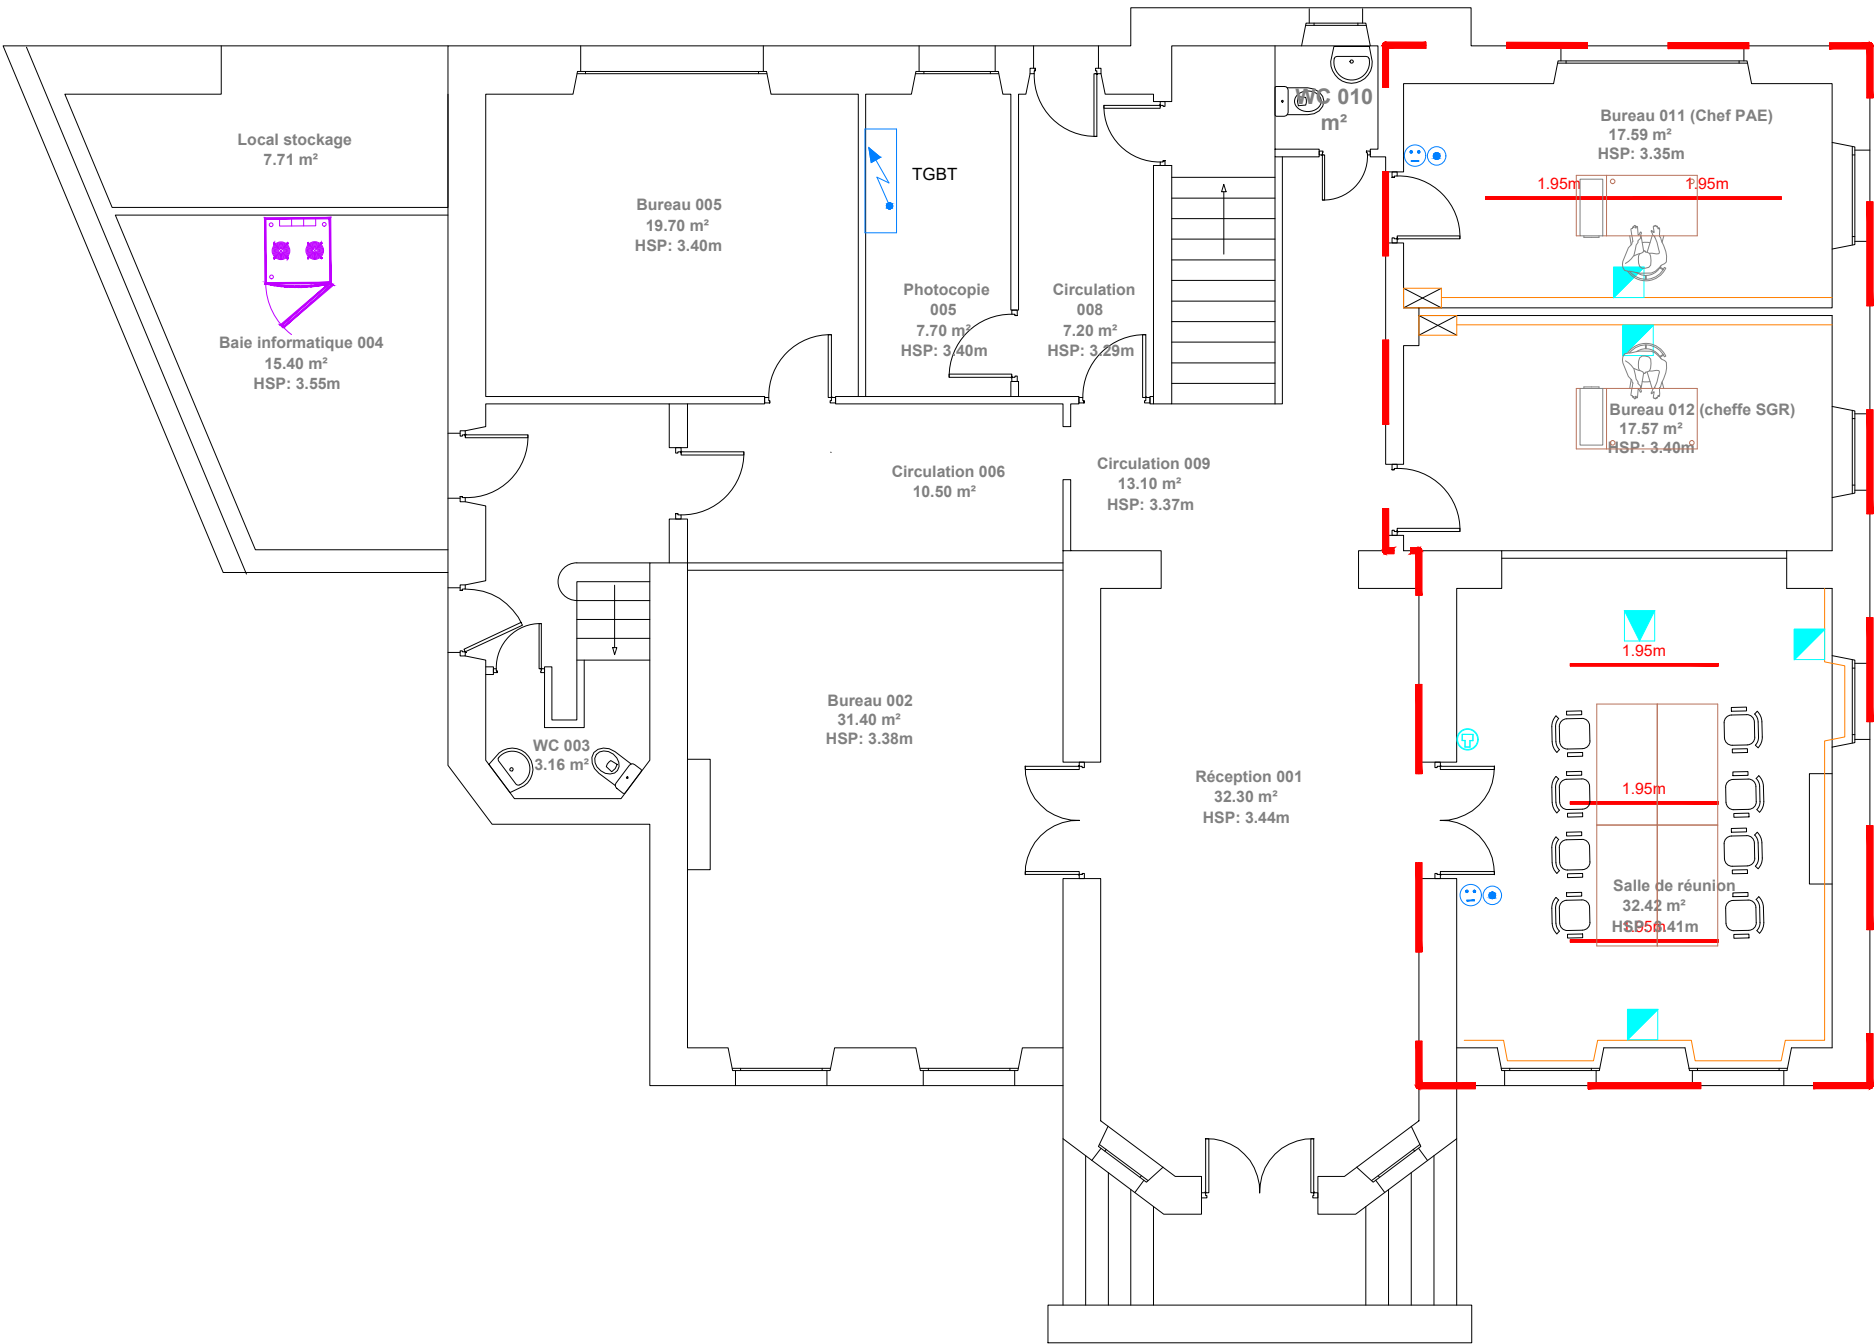 Local stockage
7.71 m²
Baie informatique 004
15.40 m²
HSP: 3.55m
Bureau 005
19.70 m²
HSP: 3.40m
TGBT
Photocopie
005
7.70 m²
HSP: 3.40m
Circulation
008
7.20 m²
HSP: 3.29m
WC 010
m²
Bureau 011 (Chef PAE)
17.59 m²
HSP: 3.35m
1.95m
1.95m
Bureau 012 (cheffe SGR)
17.57 m²
HSP: 3.40m
Circulation 006
10.50 m²
Circulation 009
13.10 m²
HSP: 3.37m
Bureau 002
31.40 m²
HSP: 3.38m
WC 003
3.16 m²
Réception 001
32.30 m²
HSP: 3.44m
1.95m
1.95m
Salle de réunion
32.42 m²
HSP: 3.41m
1.95m